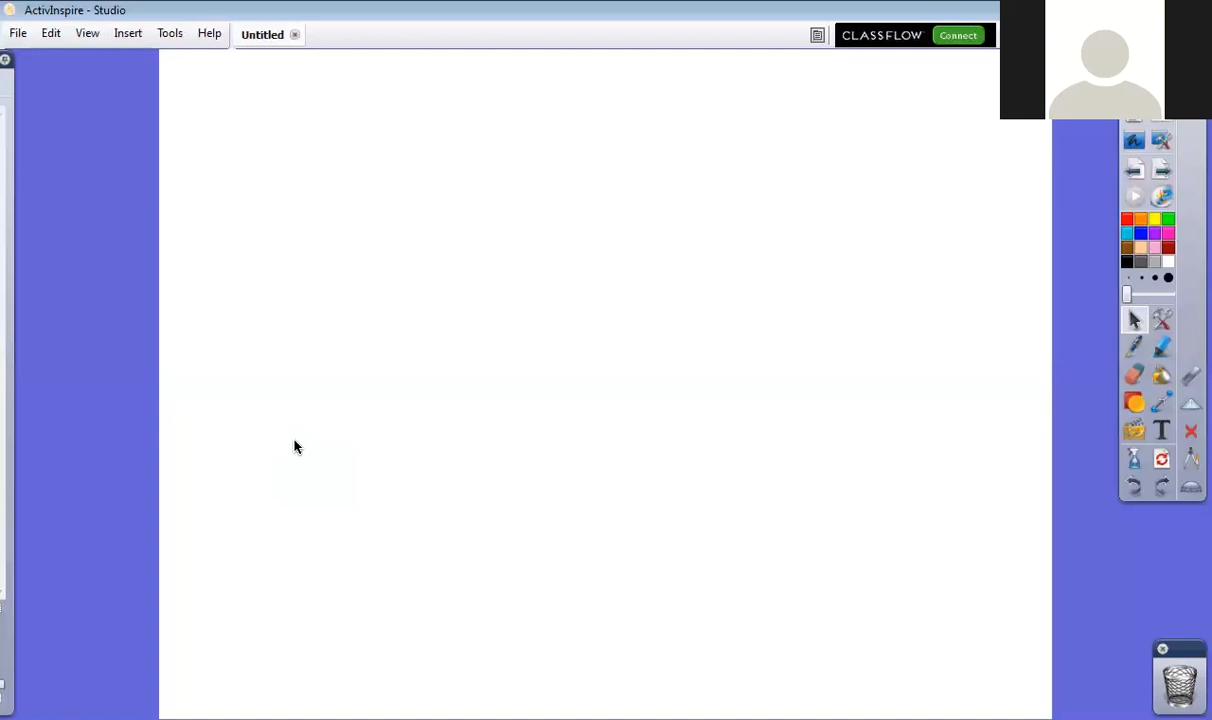 ActivInspire - Studio
File Edit View Insert Tools Help Untitled CLASSFLOW Connect
T